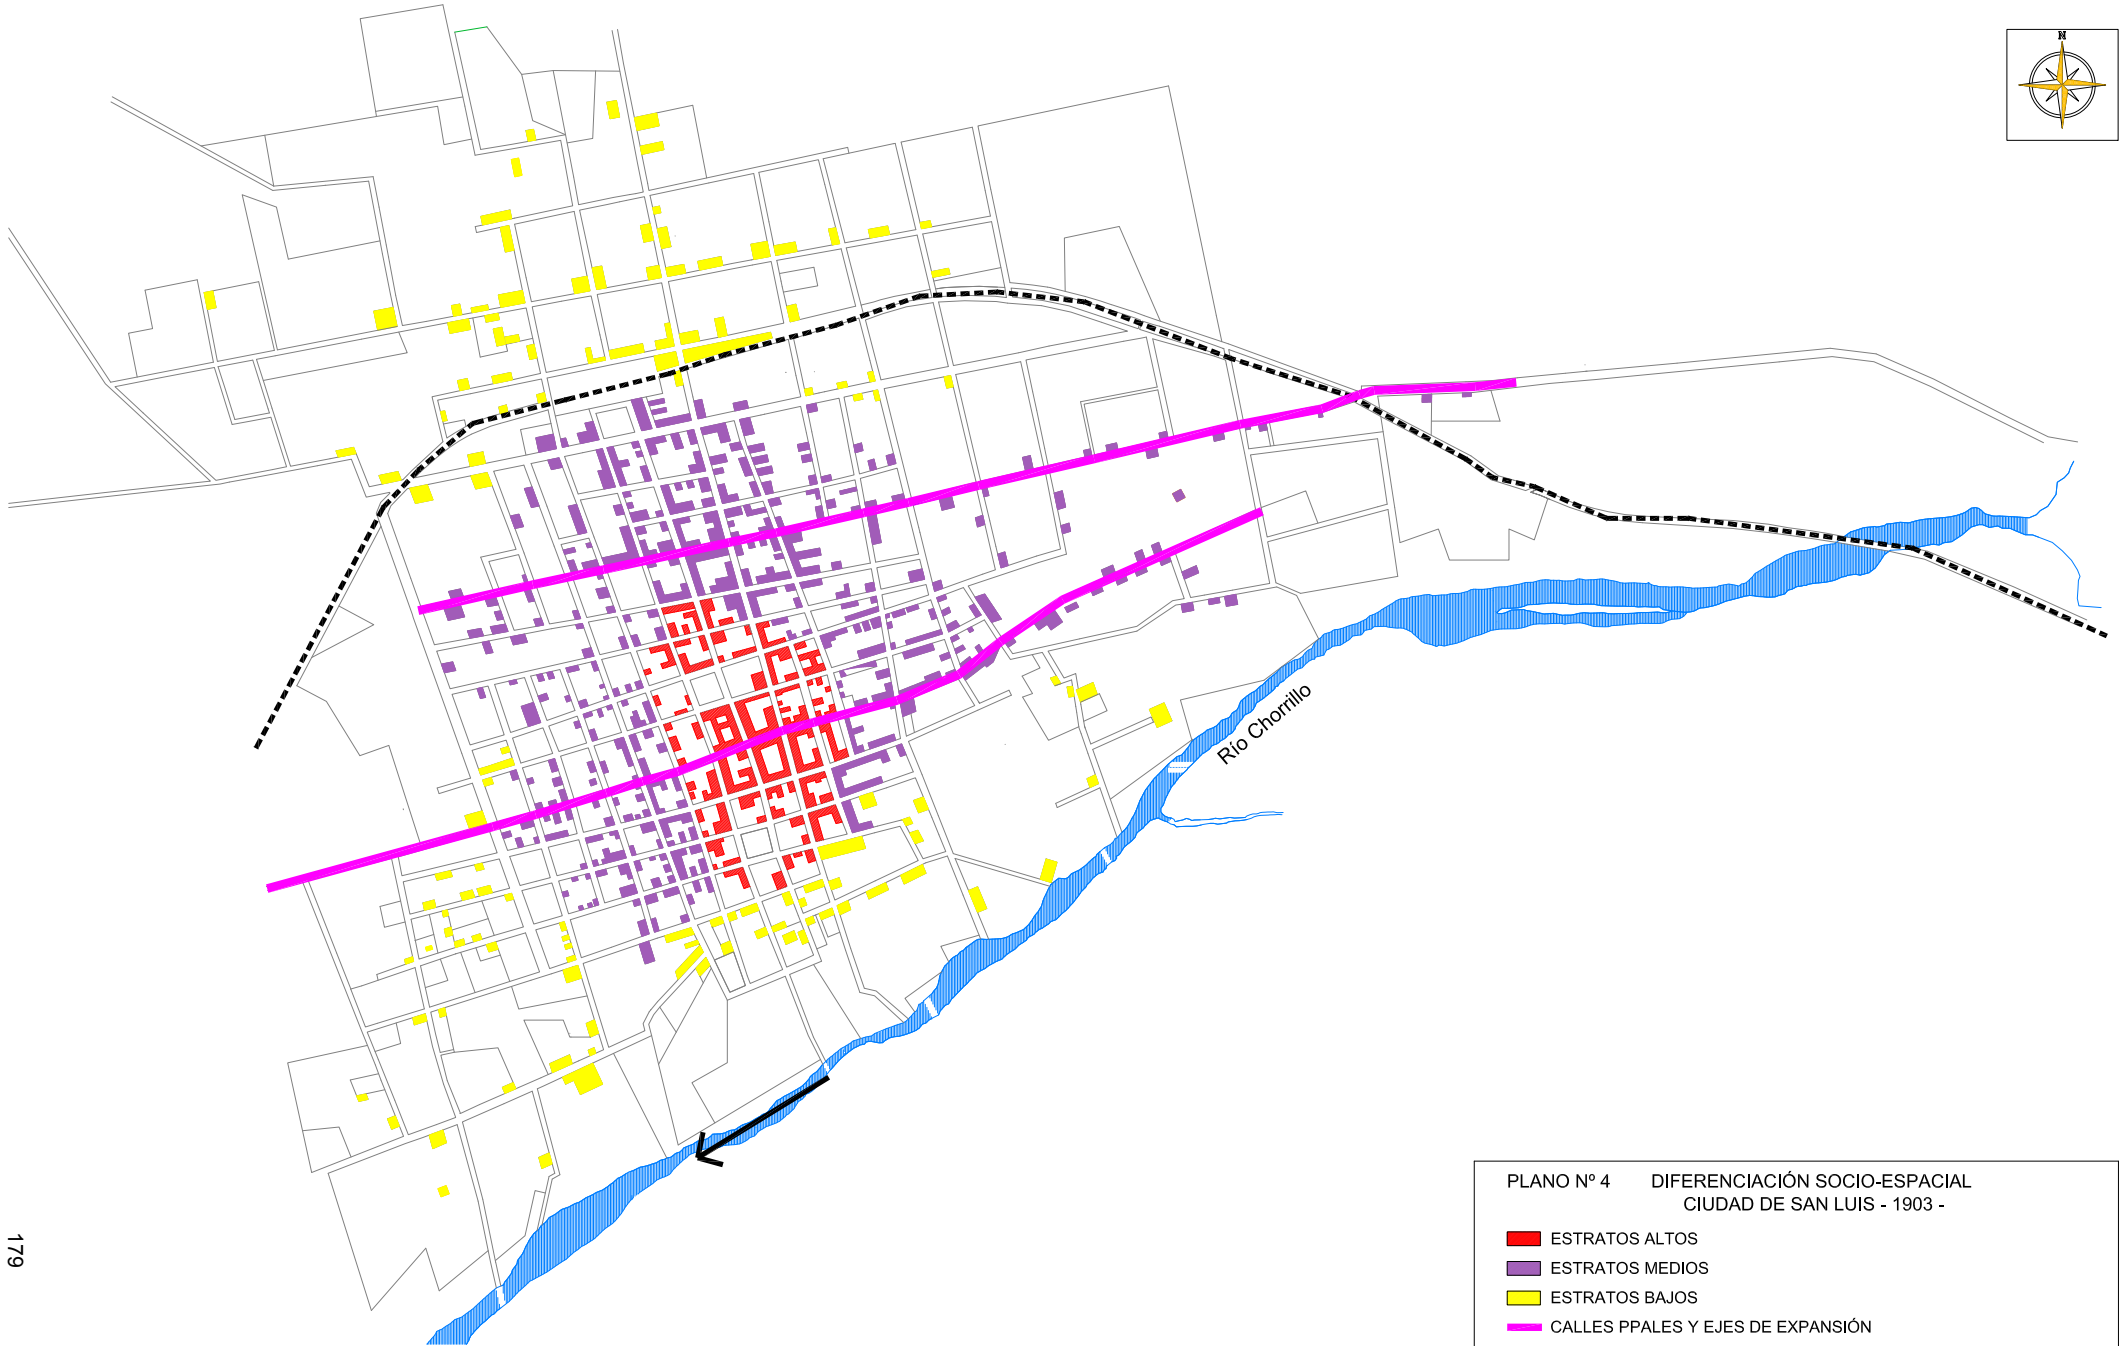 N
Río Chorrillo
PLANO Nº 4 DIFERENCIACIÓN SOCIO-ESPACIAL
CIUDAD DE SAN LUIS - 1903 -
ESTRATOS ALTOS
ESTRATOS MEDIOS
ESTRATOS BAJOS
CALLES PPALES Y EJES DE EXPANSIÓN
179